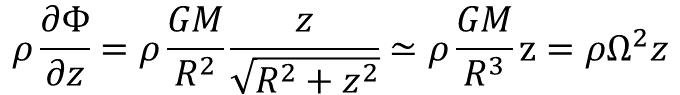 ρ ∂Φ/∂z = ρ GM/R² z/√(R² + z²) ≃ ρ GM/R³ z = ρΩ²z